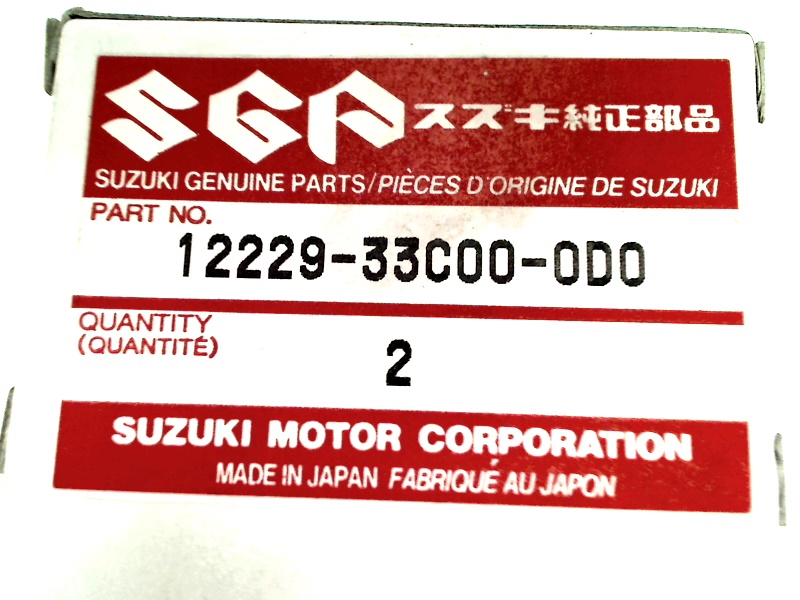 SGP スズキ純正部品
SUZUKI GENUINE PARTS/PIÈCES D'ORIGINE DE SUZUKI
PART NO.
12229-33C00-0D0
QUANTITY
(QUANTITÉ)
2
SUZUKI MOTOR CORPORATION
MADE IN JAPAN FABRIQUÉ AU JAPON